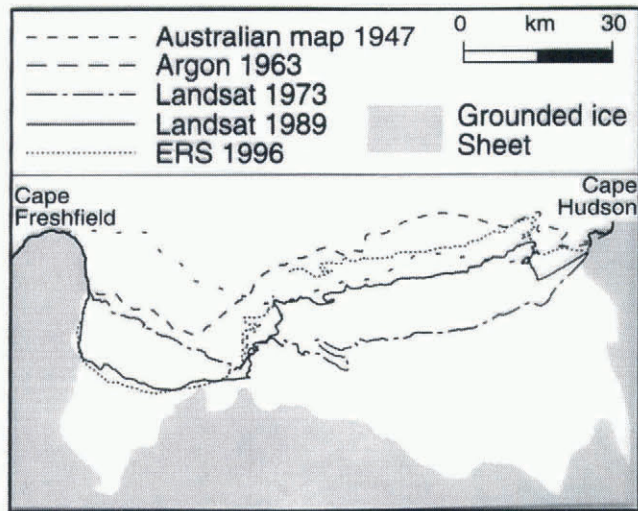 Australian map 1947
Argon 1963
Landsat 1973
Landsat 1989
ERS 1996
0 km 30
Grounded ice
Sheet
Cape
Freshfield
Cape
Hudson